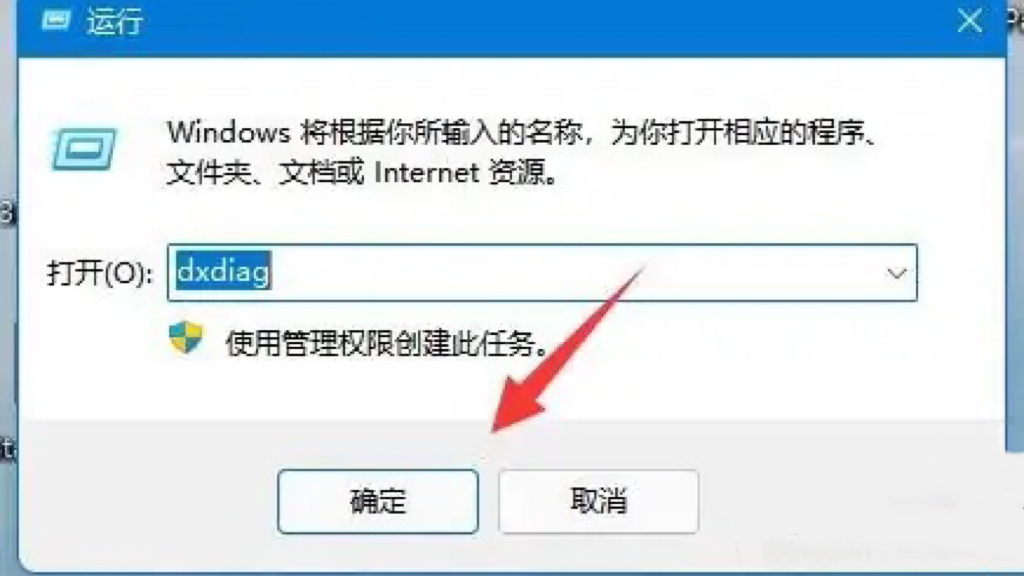 运行
Windows 将根据你所输入的名称，为你打开相应的程序、
文件夹、文档或 Internet 资源。
打开(O): dxdiag
使用管理权限创建此任务。
确定 取消